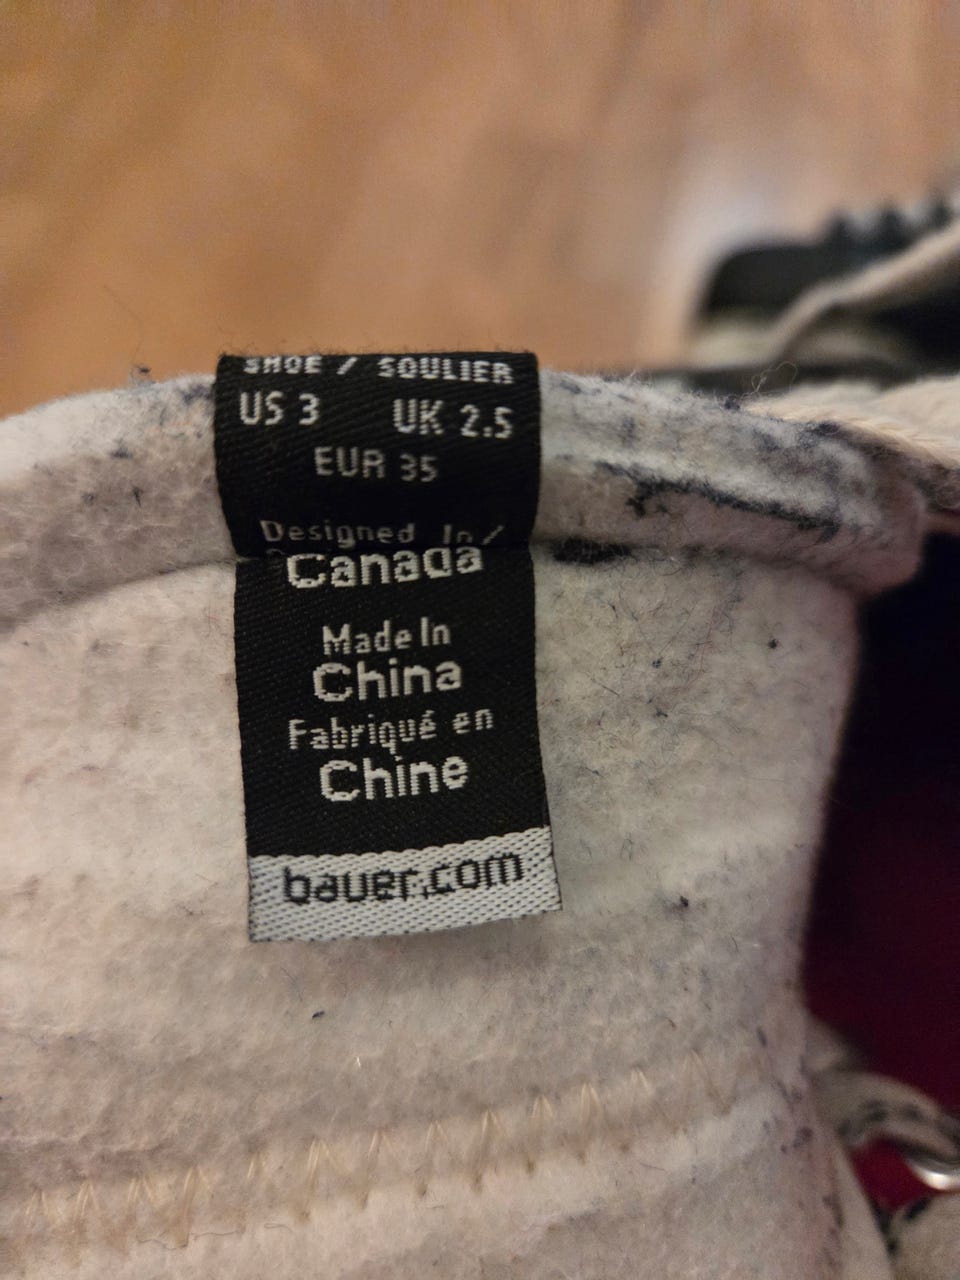 SHOE / SOULIER
US 3 UK 2.5
EUR 35
Designed In /
Canada
Made In
China
Fabriqué en
Chine
bauer.com